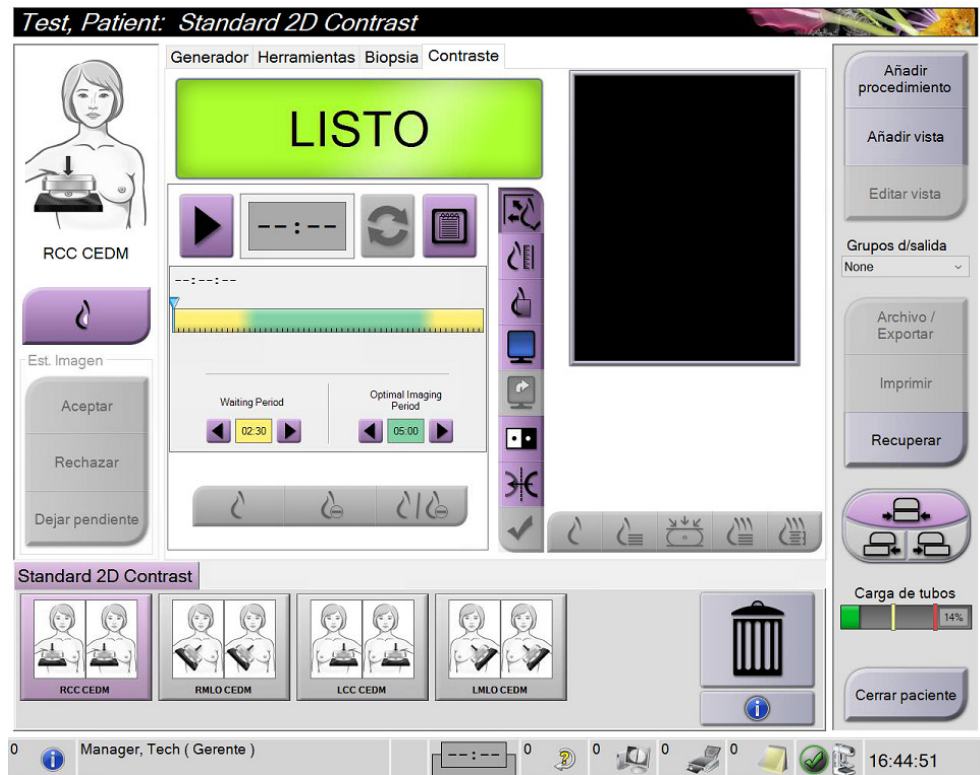 Test, Patient: Standard 2D Contrast
Generador Herramientas Biopsia Contraste
LISTO
RCC CEDM
--:--
--:--:--
Waiting Period
Optimal Imaging
Period
02:30
05:00
Est. Imagen
Aceptar
Rechazar
Dejar pendiente
Añadir
procedimiento
Añadir vista
Editar vista
Grupos d/salida
None
Archivo /
Exportar
Imprimir
Recuperar
Carga de tubos
14%
Cerrar paciente
Standard 2D Contrast
RCC CEDM
RMLO CEDM
LCC CEDM
LMLO CEDM
0 Manager, Tech ( Gerente ) --:-- 0 0 0 0 16:44:51